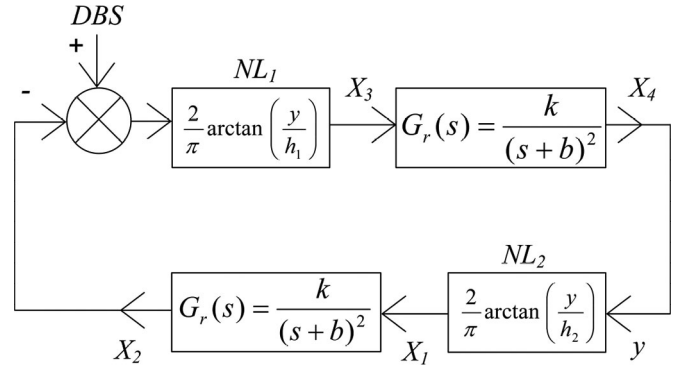 DBS
+
-
NL₁
2/π arctan (y/h₁)
X₃
Gᵣ(s) = k/(s+b)²
X₄
NL₂
Gᵣ(s) = k/(s+b)²
2/π arctan (y/h₂)
X₂
X₁
y